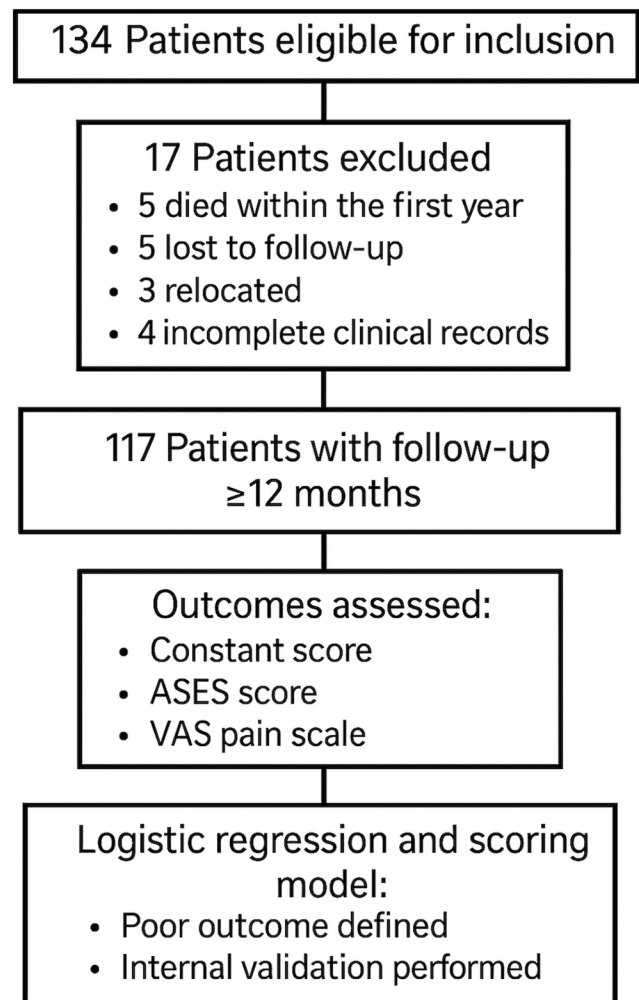 134 Patients eligible for inclusion
17 Patients excluded
• 5 died within the first year
• 5 lost to follow-up
• 3 relocated
• 4 incomplete clinical records
117 Patients with follow-up
≥12 months
Outcomes assessed:
• Constant score
• ASES score
• VAS pain scale
Logistic regression and scoring
model:
• Poor outcome defined
• Internal validation performed